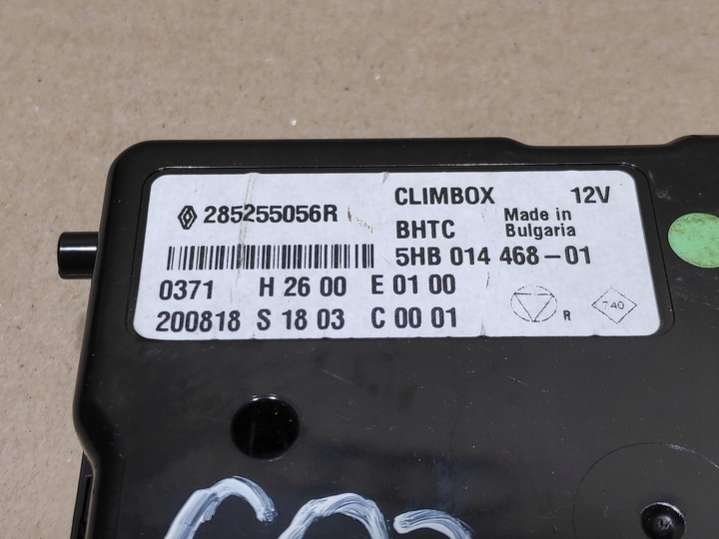 285255056R
CLIMBOX 12V
BHTC Made in Bulgaria
5HB 014 468-01
0371 H 26 00 E 01 00
200818 S 18 03 C 00 01
R
740